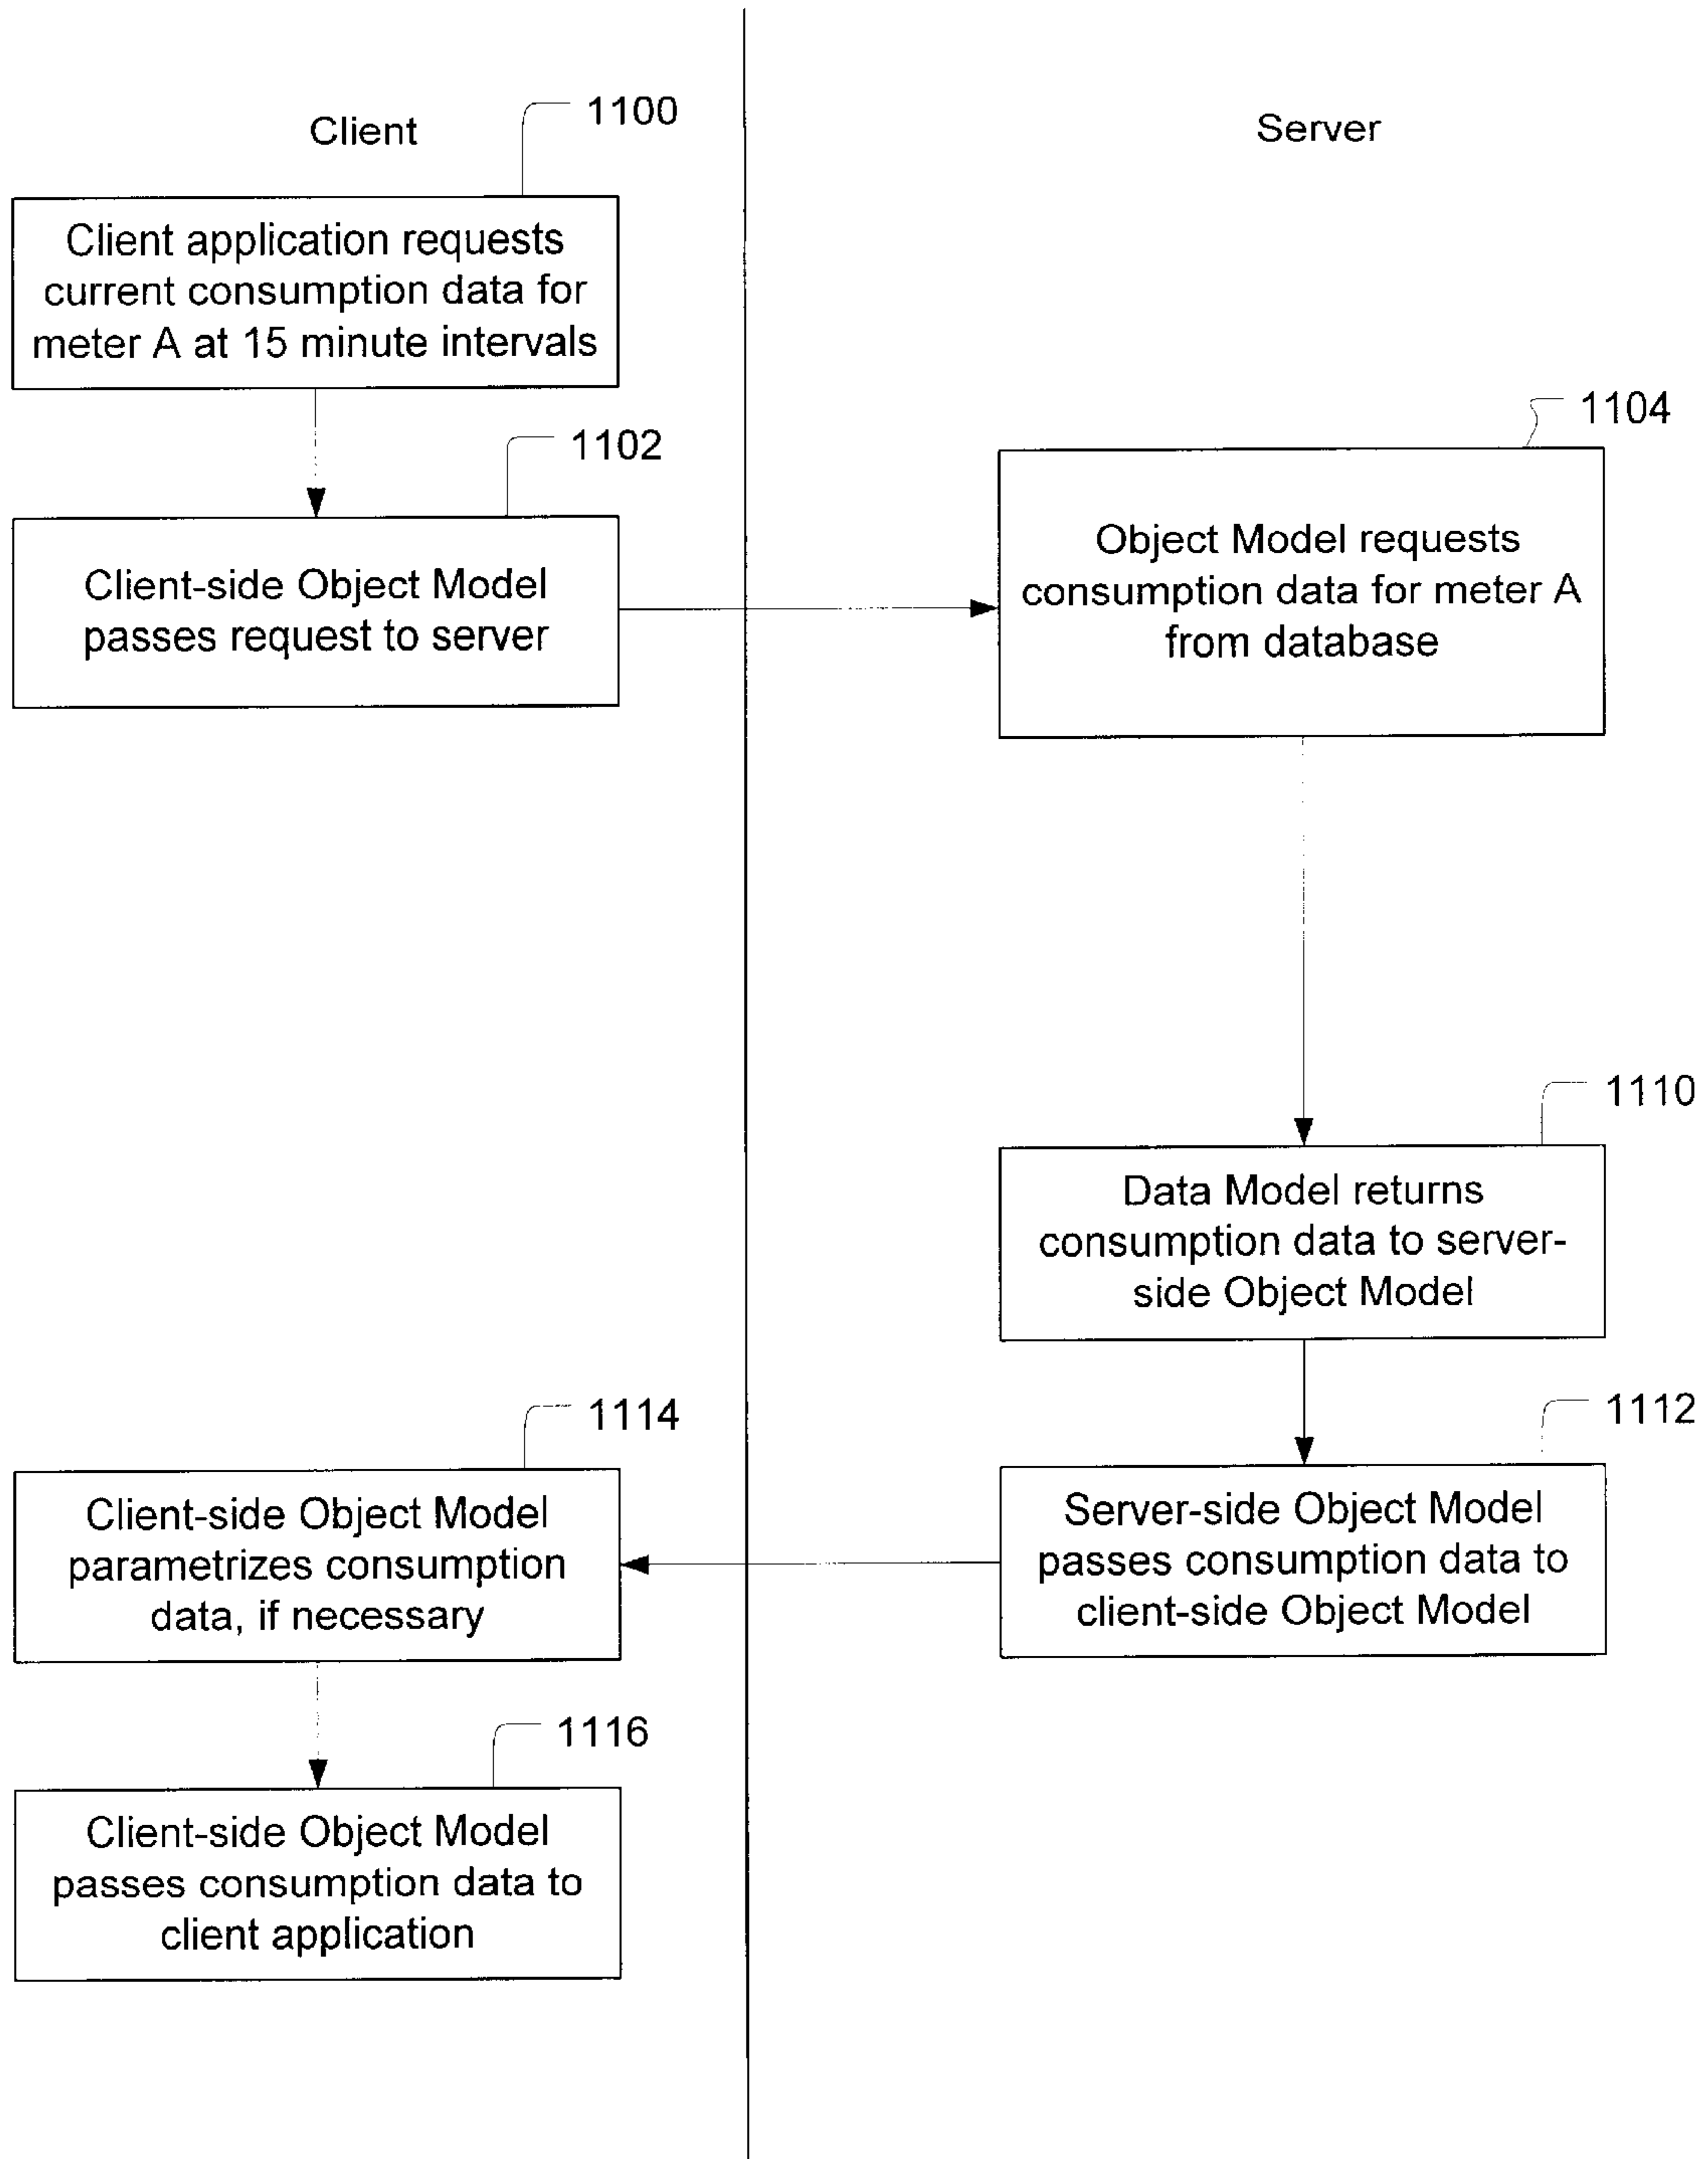 Client
Server
1100
Client application requests
current consumption data for
meter A at 15 minute intervals
1102
Client-side Object Model
passes request to server
1104
Object Model requests
consumption data for meter A
from database
1110
Data Model returns
consumption data to server-
side Object Model
1112
Server-side Object Model
passes consumption data to
client-side Object Model
1114
Client-side Object Model
parametrizes consumption
data, if necessary
1116
Client-side Object Model
passes consumption data to
client application